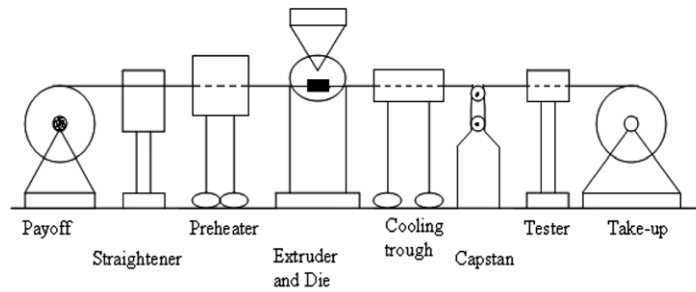 Payoff
Straightener
Preheater
Extruder
and Die
Cooling
trough
Capstan
Tester
Take-up